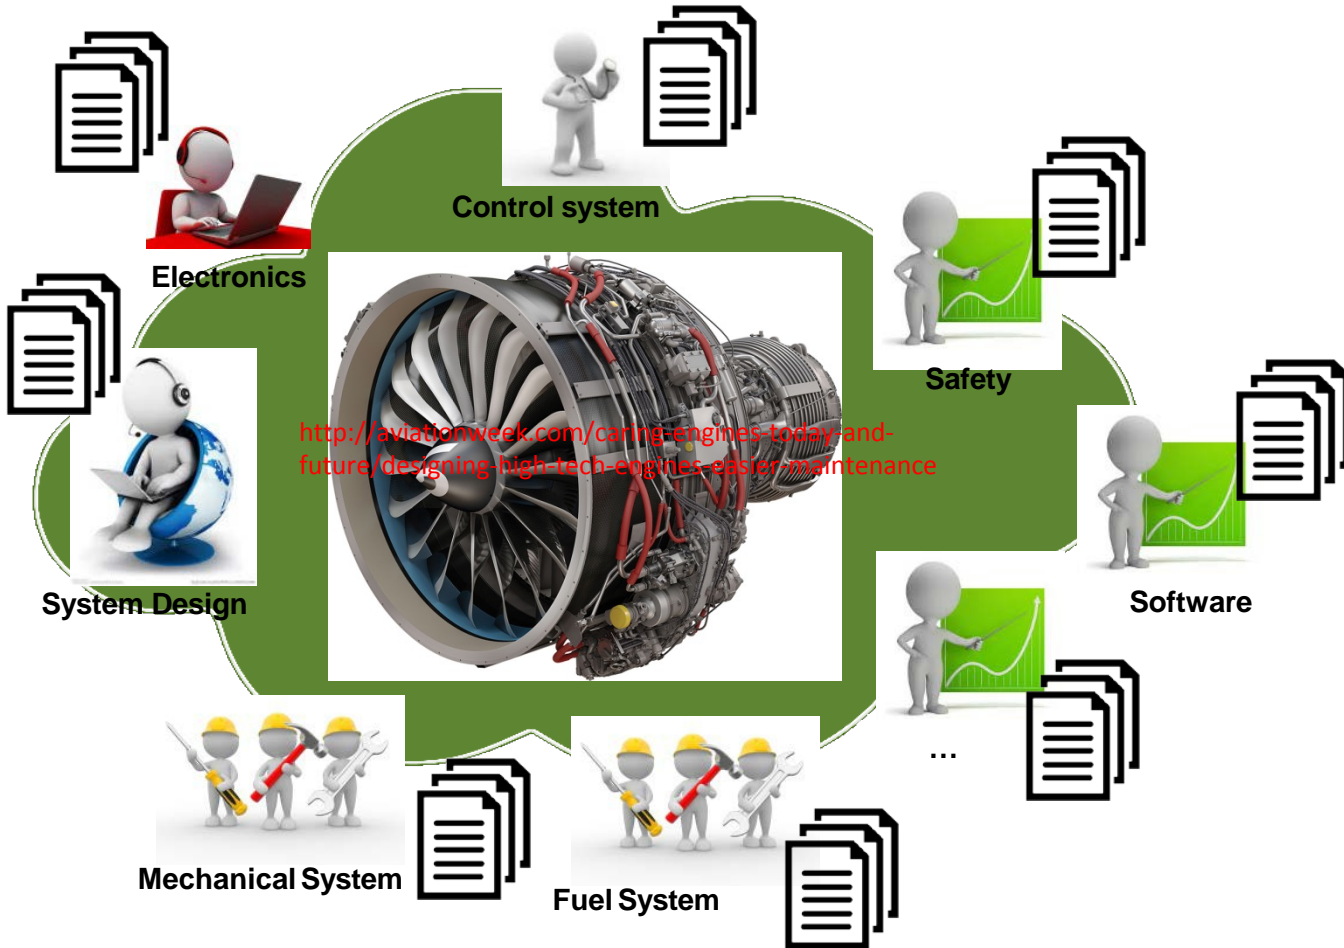 Control system
Electronics
Safety
http://aviationweek.com/caring-engines-today-and-
future/designing-high-tech-engines-easier-maintenance
System Design
Software
...
Mechanical System
Fuel System